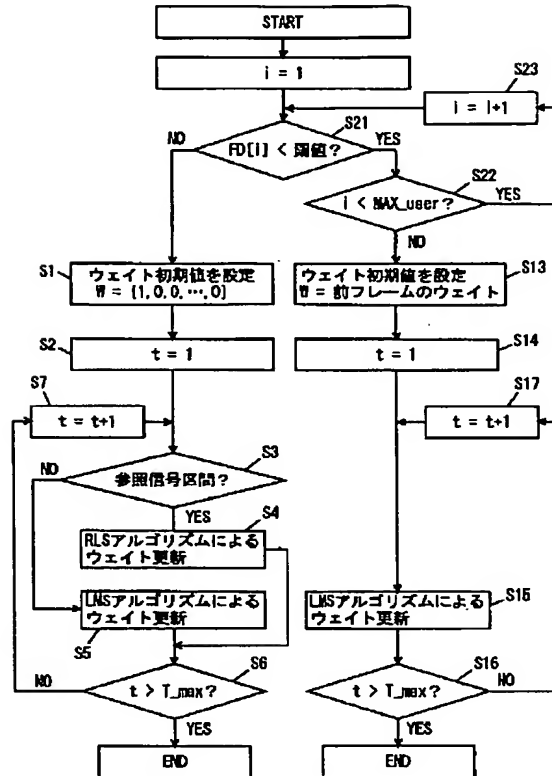 START
i = 1
S23
i = i+1
S21
NO
FD[i] < 閾値?
YES
S22
i < MAX_user?
YES
NO
S1
ウェイト初期値を設定
W = [1,0,0,…,0]
S13
ウェイト初期値を設定
W = 前フレームのウェイト
S2
t = 1
S14
t = 1
S7
t = t+1
S17
t = t+1
S3
NO
参照信号区間?
YES
S4
RLSアルゴリズムによる
ウェイト更新
LMSアルゴリズムによる
ウェイト更新
S5
LMSアルゴリズムによる
ウェイト更新
S15
S6
NO
t > T_max?
YES
S16
t > T_max?
NO
YES
END
END